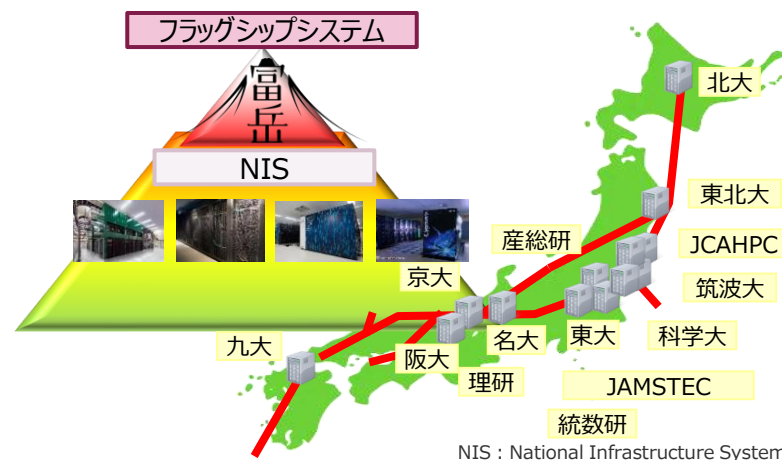 フラッグシップシステム
富
岳
NIS
北大
東北大
産総研
JCAHPC
京大
筑波大
九大
阪大
名大
東大
科学大
理研
JAMSTEC
統数研
NIS：National Infrastructure System